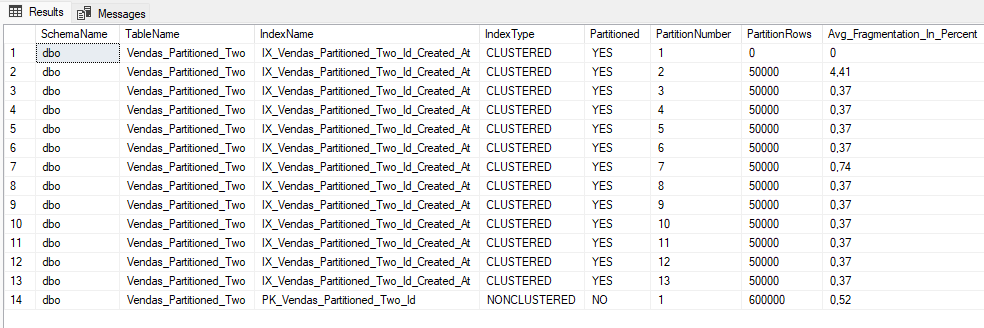 Results Messages
SchemaName TableName IndexName IndexType Partitioned PartitionNumber PartitionRows Avg_Fragmentation_In_Percent
1 dbo Vendas_Partitioned_Two IX_Vendas_Partitioned_Two_Id_Created_At CLUSTERED YES 1 0 0
2 dbo Vendas_Partitioned_Two IX_Vendas_Partitioned_Two_Id_Created_At CLUSTERED YES 2 50000 4,41
3 dbo Vendas_Partitioned_Two IX_Vendas_Partitioned_Two_Id_Created_At CLUSTERED YES 3 50000 0,37
4 dbo Vendas_Partitioned_Two IX_Vendas_Partitioned_Two_Id_Created_At CLUSTERED YES 4 50000 0,37
5 dbo Vendas_Partitioned_Two IX_Vendas_Partitioned_Two_Id_Created_At CLUSTERED YES 5 50000 0,37
6 dbo Vendas_Partitioned_Two IX_Vendas_Partitioned_Two_Id_Created_At CLUSTERED YES 6 50000 0,37
7 dbo Vendas_Partitioned_Two IX_Vendas_Partitioned_Two_Id_Created_At CLUSTERED YES 7 50000 0,74
8 dbo Vendas_Partitioned_Two IX_Vendas_Partitioned_Two_Id_Created_At CLUSTERED YES 8 50000 0,37
9 dbo Vendas_Partitioned_Two IX_Vendas_Partitioned_Two_Id_Created_At CLUSTERED YES 9 50000 0,37
10 dbo Vendas_Partitioned_Two IX_Vendas_Partitioned_Two_Id_Created_At CLUSTERED YES 10 50000 0,37
11 dbo Vendas_Partitioned_Two IX_Vendas_Partitioned_Two_Id_Created_At CLUSTERED YES 11 50000 0,37
12 dbo Vendas_Partitioned_Two IX_Vendas_Partitioned_Two_Id_Created_At CLUSTERED YES 12 50000 0,37
13 dbo Vendas_Partitioned_Two IX_Vendas_Partitioned_Two_Id_Created_At CLUSTERED YES 13 50000 0,37
14 dbo Vendas_Partitioned_Two PK_Vendas_Partitioned_Two_Id NONCLUSTERED NO 1 600000 0,52